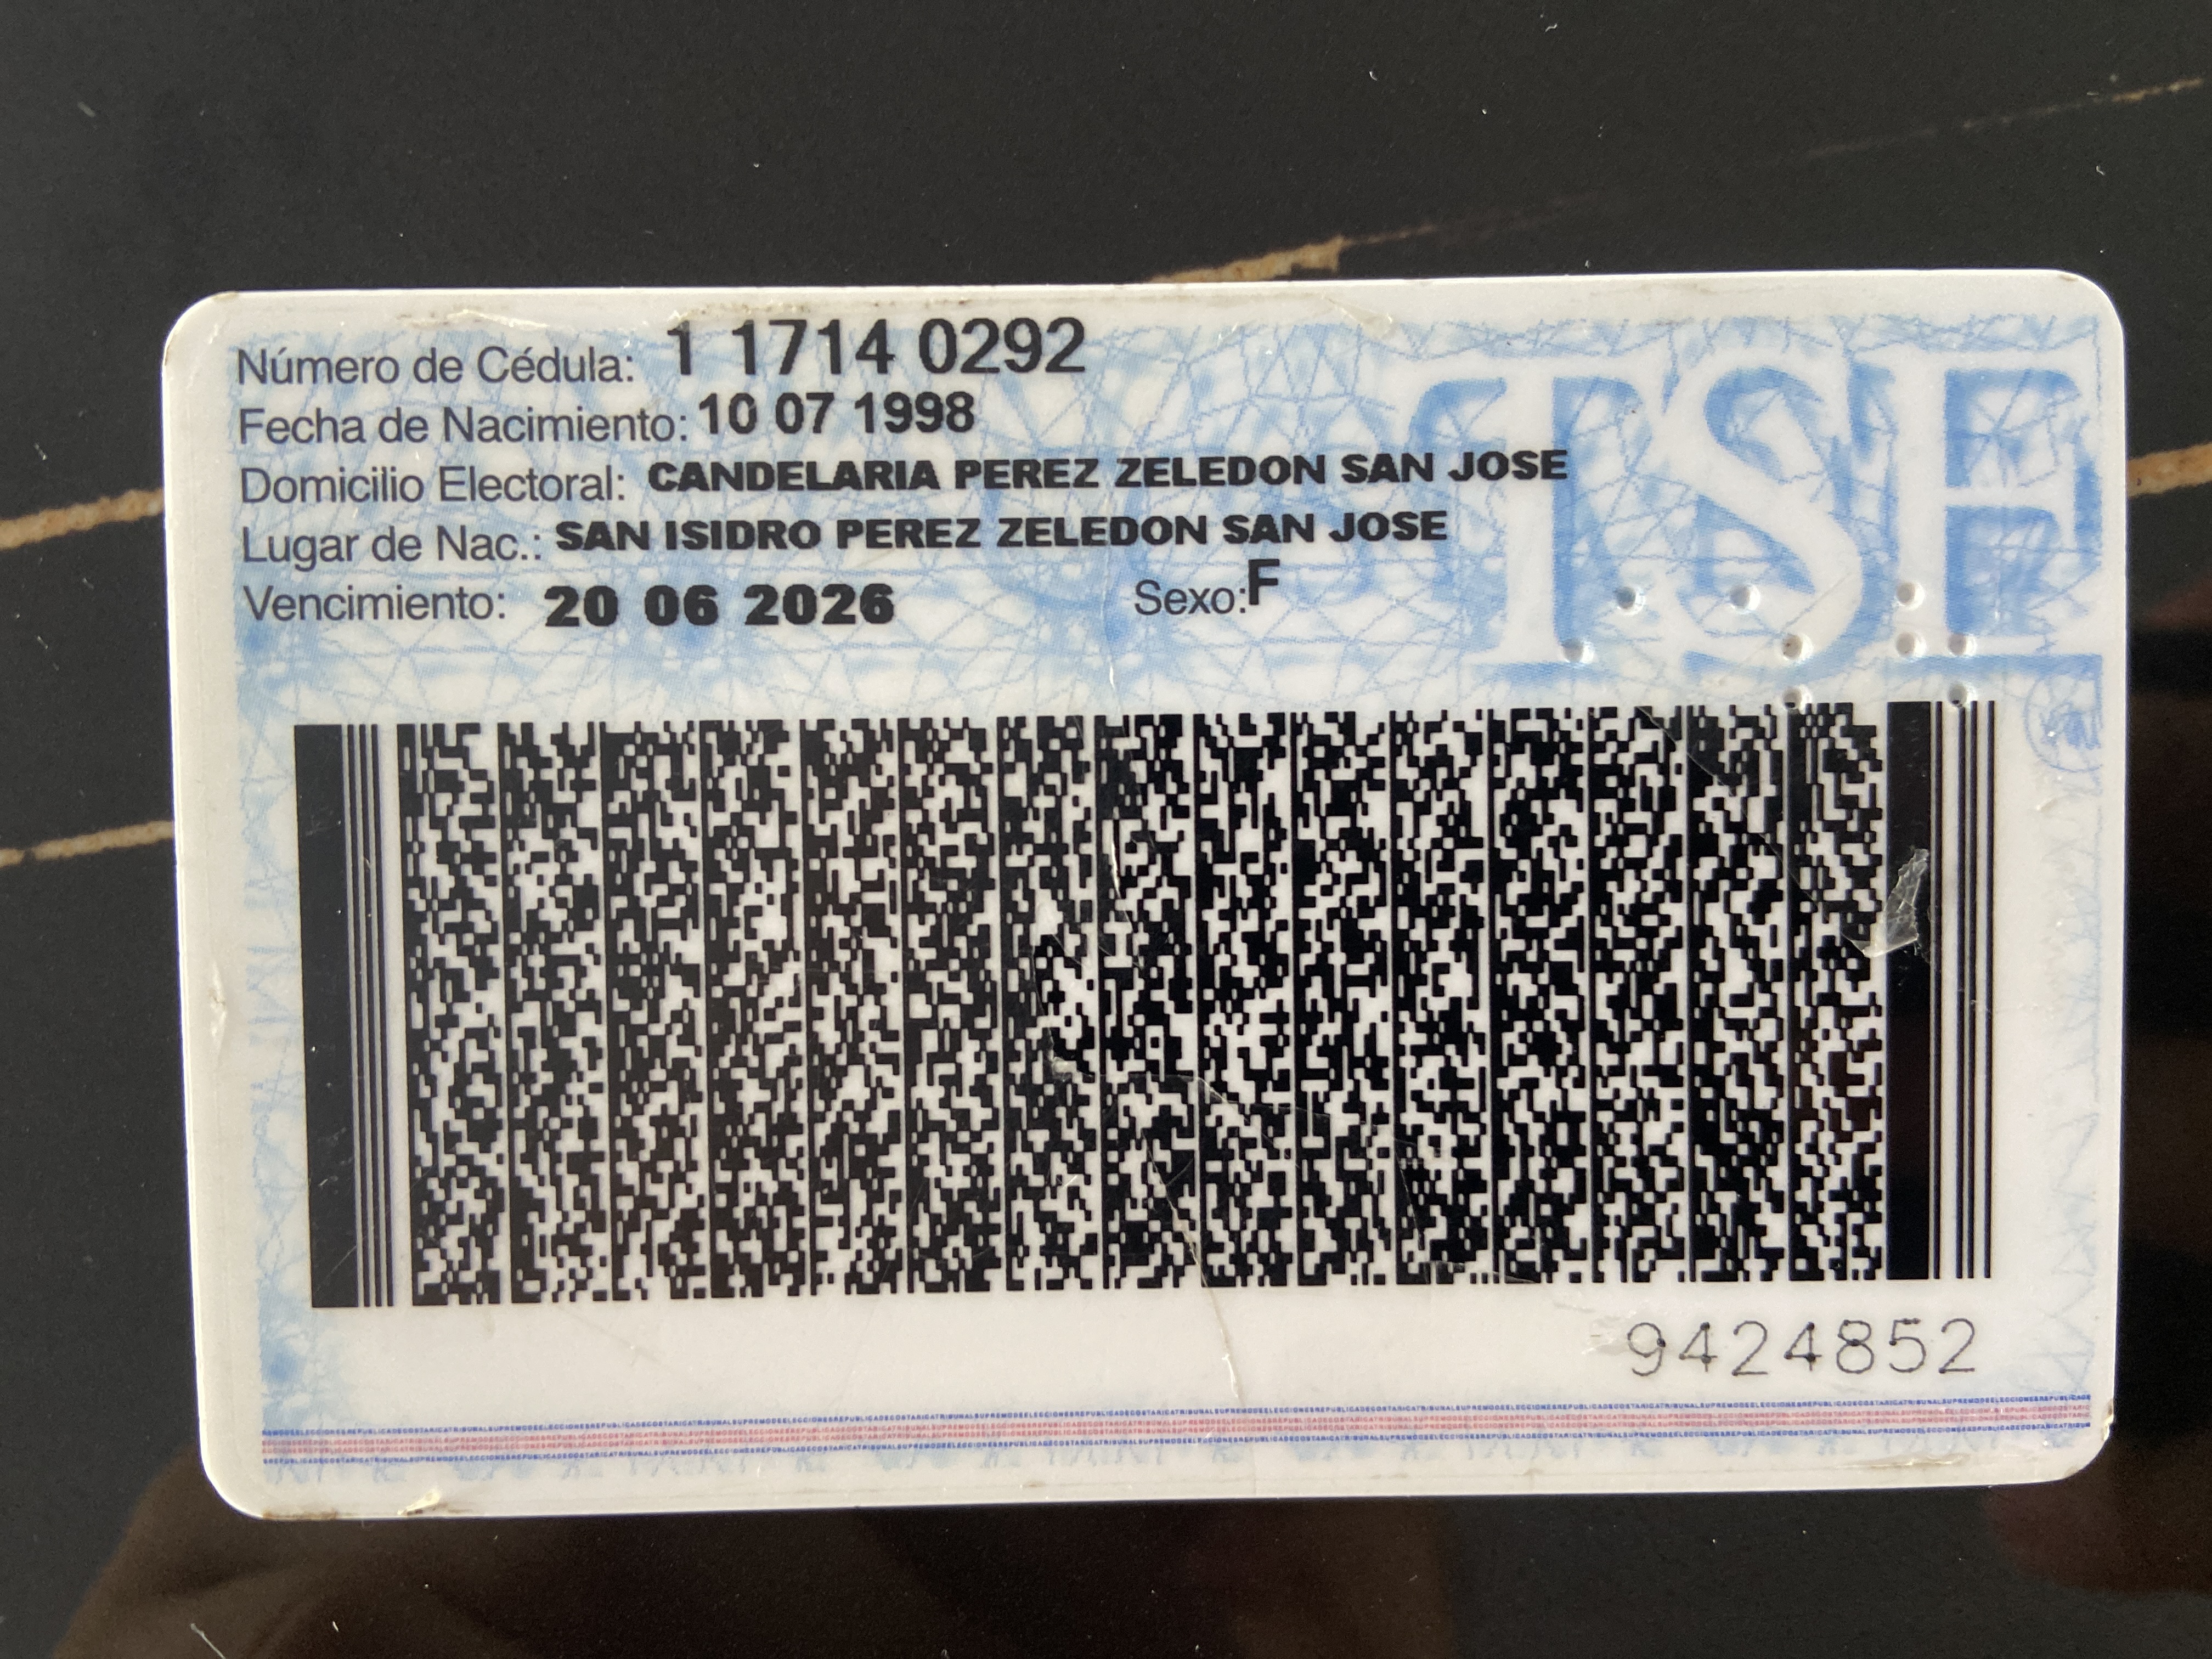 Número de Cédula: 1 1714 0292
Fecha de Nacimiento: 10 07 1998
Domicilio Electoral: CANDELARIA PEREZ ZELEDON SAN JOSE
Lugar de Nac.: SAN ISIDRO PEREZ ZELEDON SAN JOSE
Vencimiento: 20 06 2026 Sexo: F
TSE
9424852